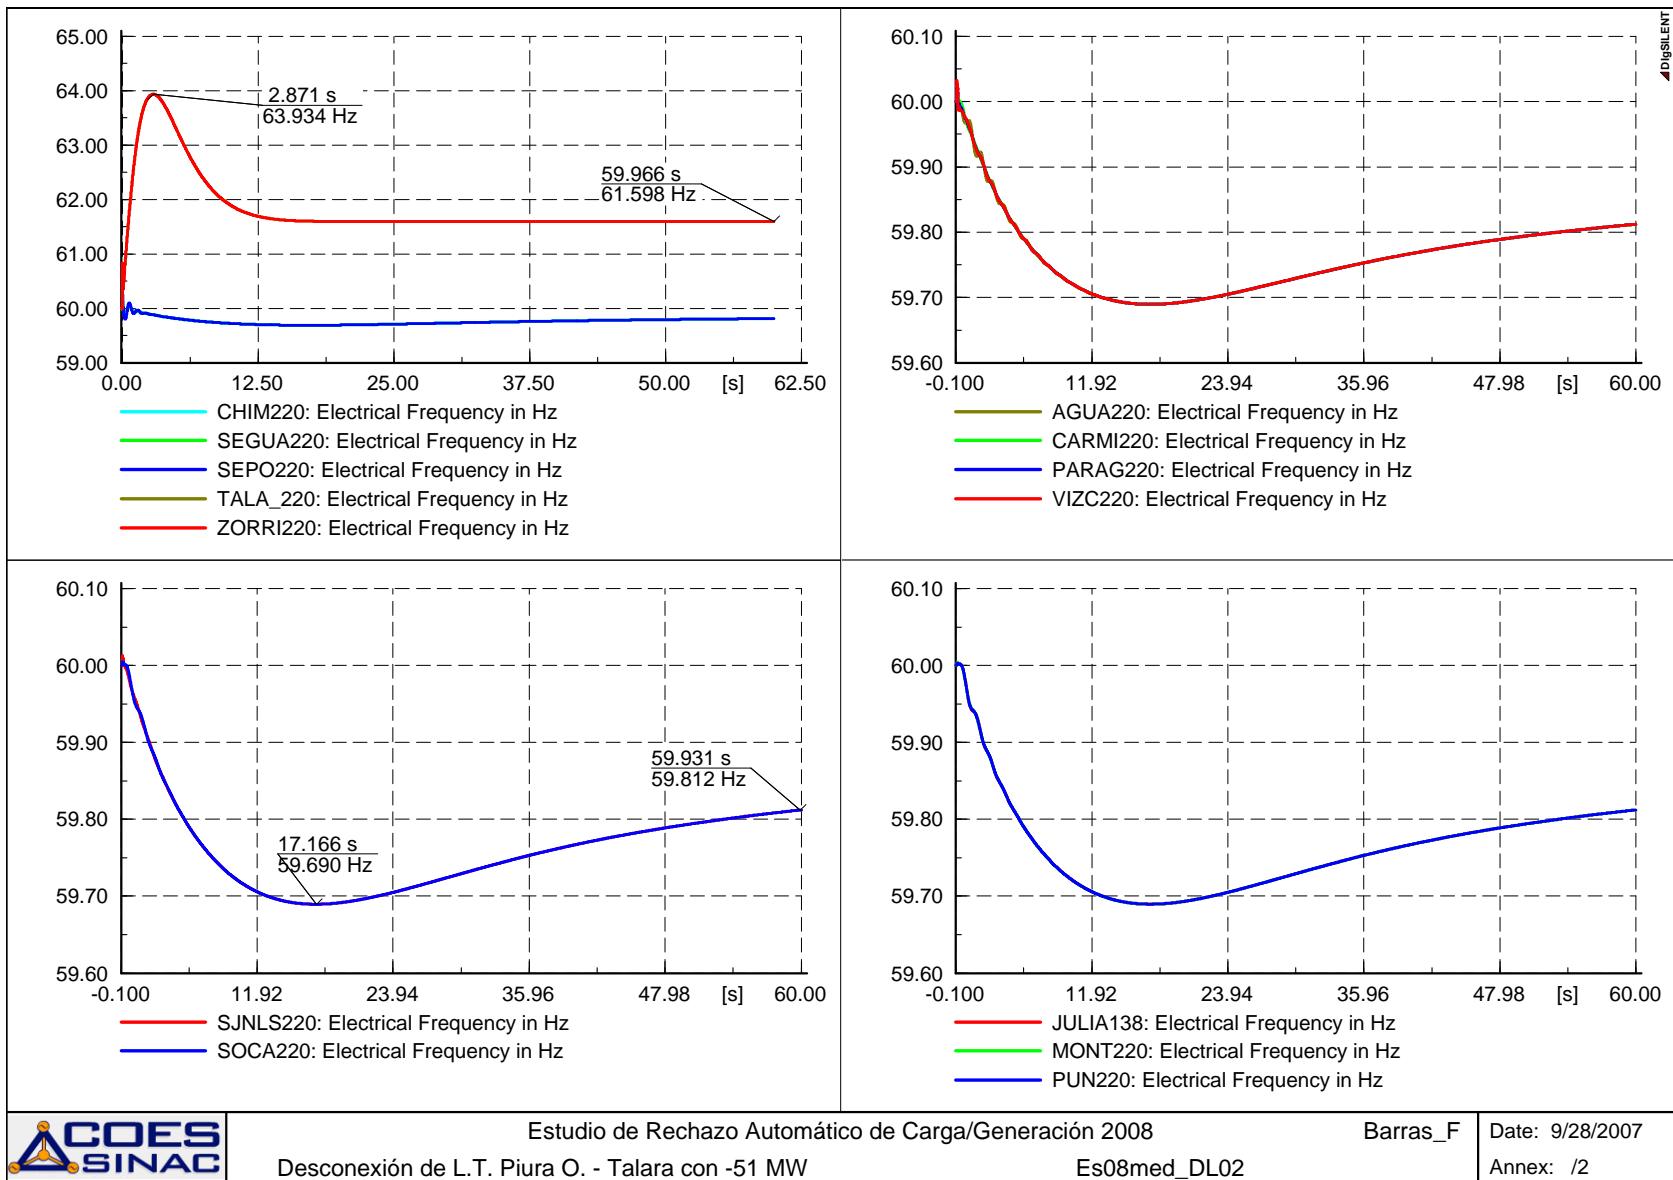 65.00
64.00
63.00
62.00
61.00
60.00
59.00
0.00 12.50 25.00 37.50 50.00 [s] 62.50
2.871 s
63.934 Hz
59.966 s
61.598 Hz
CHIM220: Electrical Frequency in Hz
SEGUA220: Electrical Frequency in Hz
SEPO220: Electrical Frequency in Hz
TALA_220: Electrical Frequency in Hz
ZORRI220: Electrical Frequency in Hz
60.10
60.00
59.90
59.80
59.70
59.60
-0.100 11.92 23.94 35.96 47.98 [s] 60.00
AGUA220: Electrical Frequency in Hz
CARMI220: Electrical Frequency in Hz
PARAG220: Electrical Frequency in Hz
VIZC220: Electrical Frequency in Hz
DIgSILENT
60.10
60.00
59.90
59.80
59.70
59.60
-0.100 11.92 23.94 35.96 47.98 [s] 60.00
17.166 s
59.690 Hz
59.931 s
59.812 Hz
SJNLS220: Electrical Frequency in Hz
SOCA220: Electrical Frequency in Hz
60.10
60.00
59.90
59.80
59.70
59.60
-0.100 11.92 23.94 35.96 47.98 [s] 60.00
JULIA138: Electrical Frequency in Hz
MONT220: Electrical Frequency in Hz
PUN220: Electrical Frequency in Hz
COES
SINAC
Estudio de Rechazo Automático de Carga/Generación 2008 Barras_F
Desconexión de L.T. Piura O. - Talara con -51 MW Es08med_DL02
Date: 9/28/2007
Annex: /2